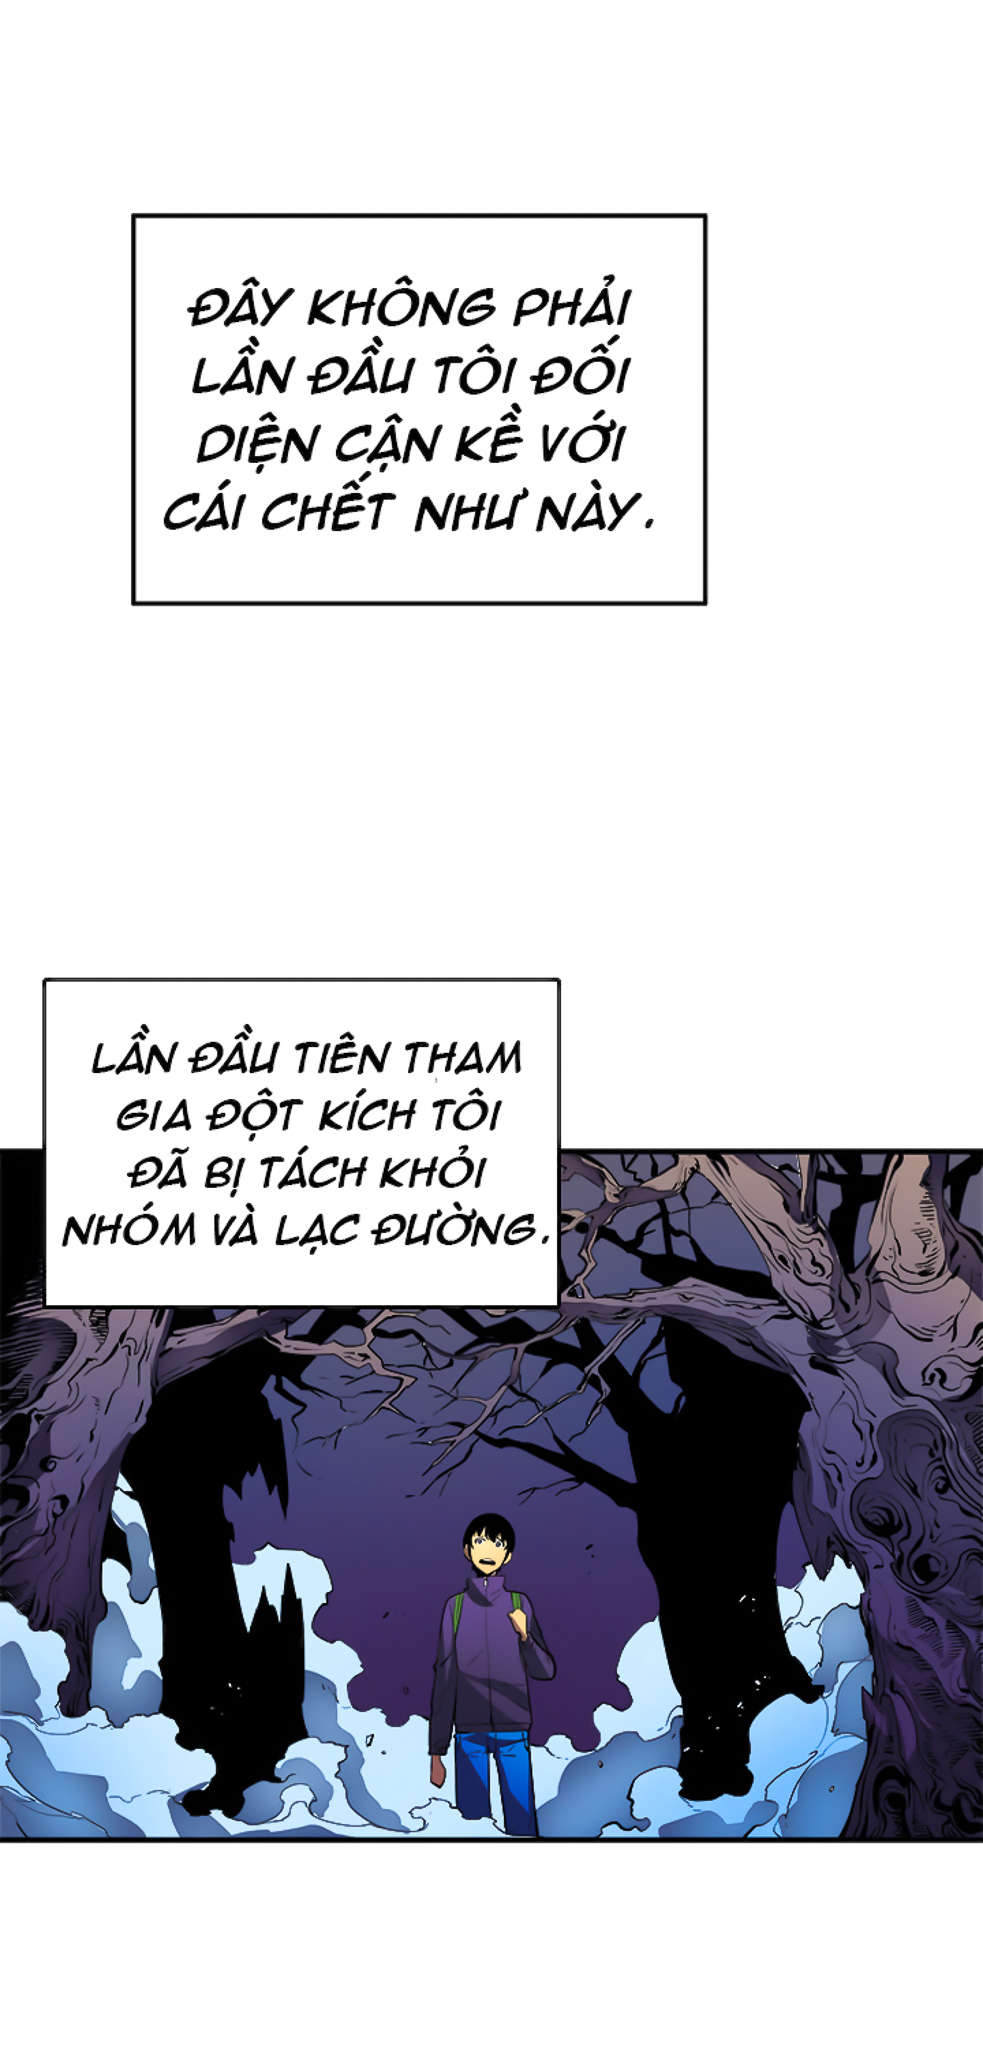 ĐÂY KHÔNG PHẢI
LẦN ĐẦU TÔI ĐỐI
DIỆN CẬN KỀ VỚI
CÁI CHẾT NHƯ NÀY.
LẦN ĐẦU TIÊN THAM
GIA ĐỘT KÍCH TÔI
ĐÃ BỊ TÁCH KHỎI
NHÓM VÀ LẠC ĐƯỜNG.